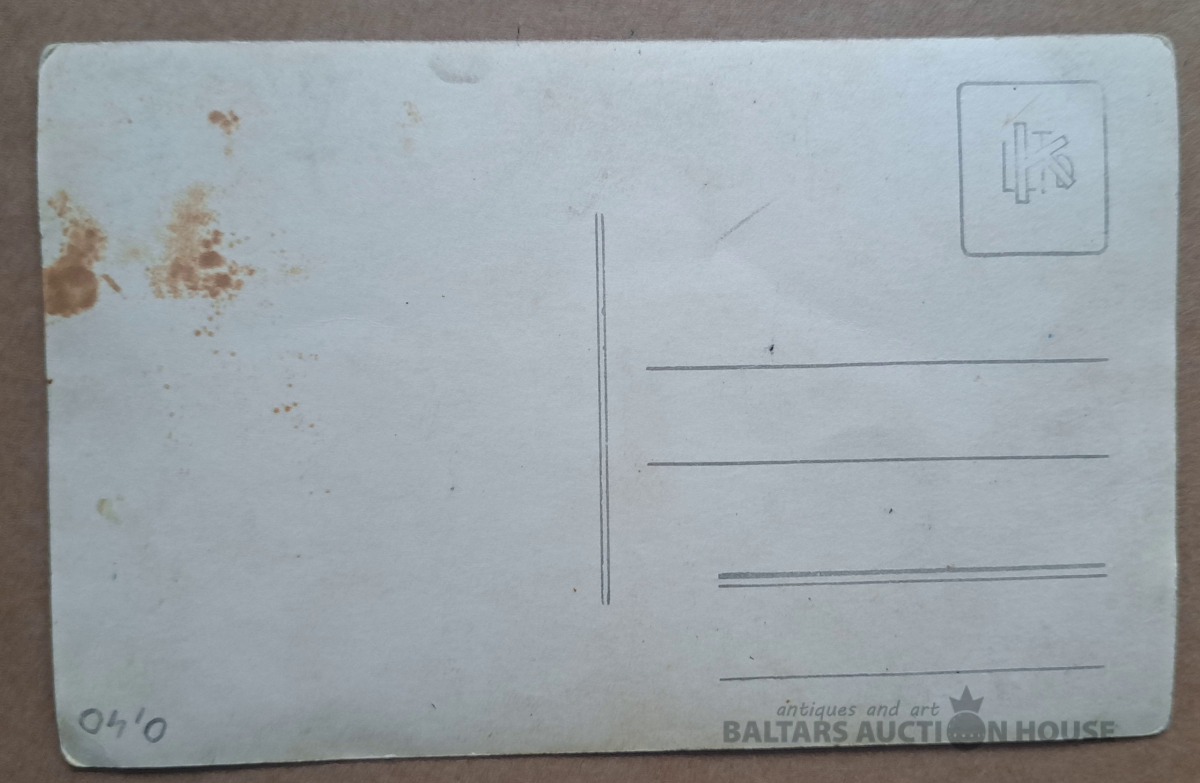 0,40
antiques and art
BALTARS AUCTION HOUSE